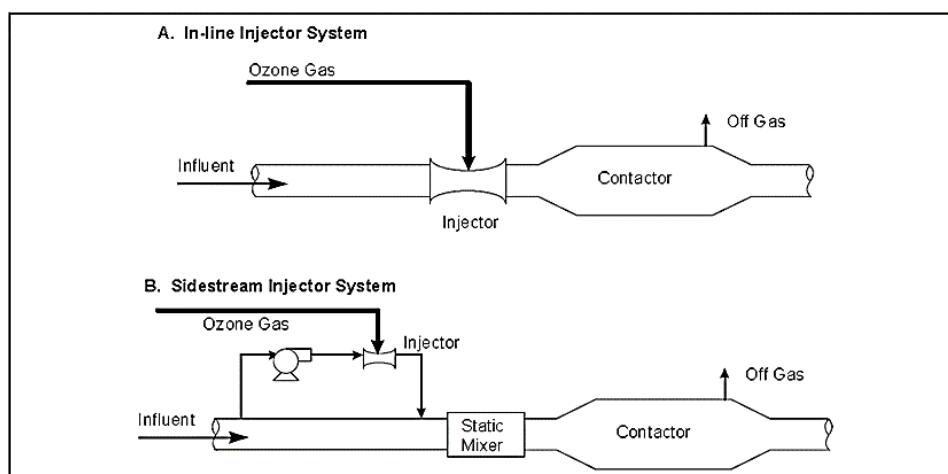 A. In-line Injector System
Ozone Gas
Off Gas
Influent
Contactor
Injector
B. Sidestream Injector System
Ozone Gas
Injector
Off Gas
Influent
Static
Mixer
Contactor